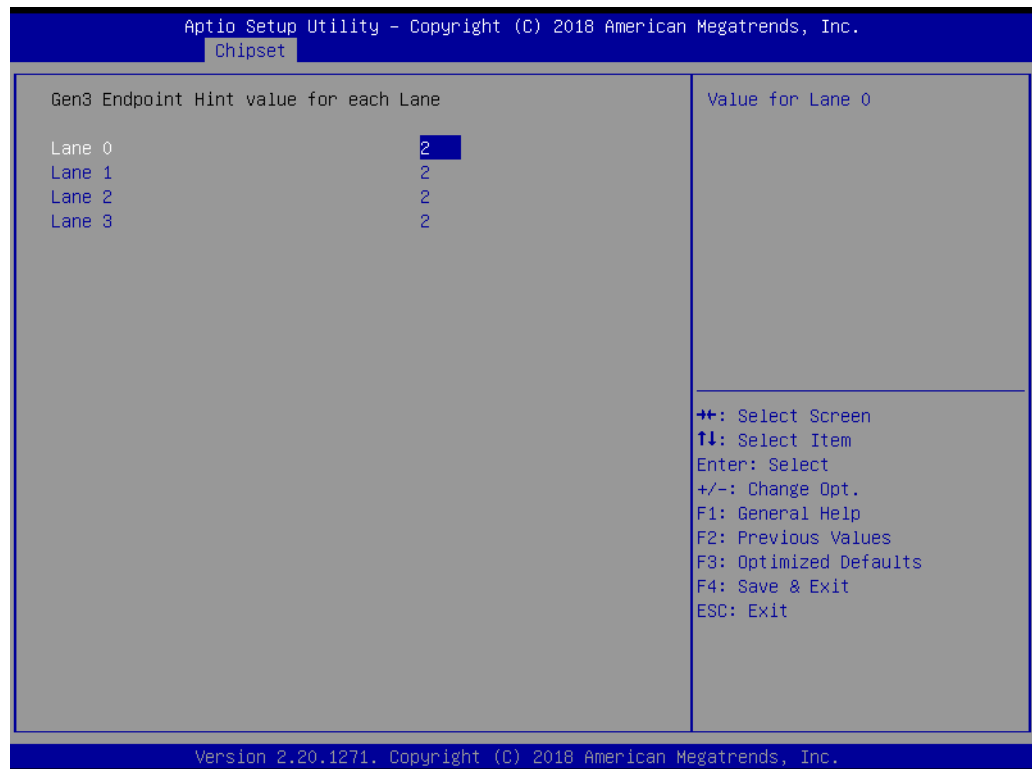 Aptio Setup Utility – Copyright (C) 2018 American Megatrends, Inc.
Chipset
Gen3 Endpoint Hint value for each Lane
Lane 0 2
Lane 1 2
Lane 2 2
Lane 3 2
Value for Lane 0
→←: Select Screen
↑↓: Select Item
Enter: Select
+/-: Change Opt.
F1: General Help
F2: Previous Values
F3: Optimized Defaults
F4: Save & Exit
ESC: Exit
Version 2.20.1271. Copyright (C) 2018 American Megatrends, Inc.